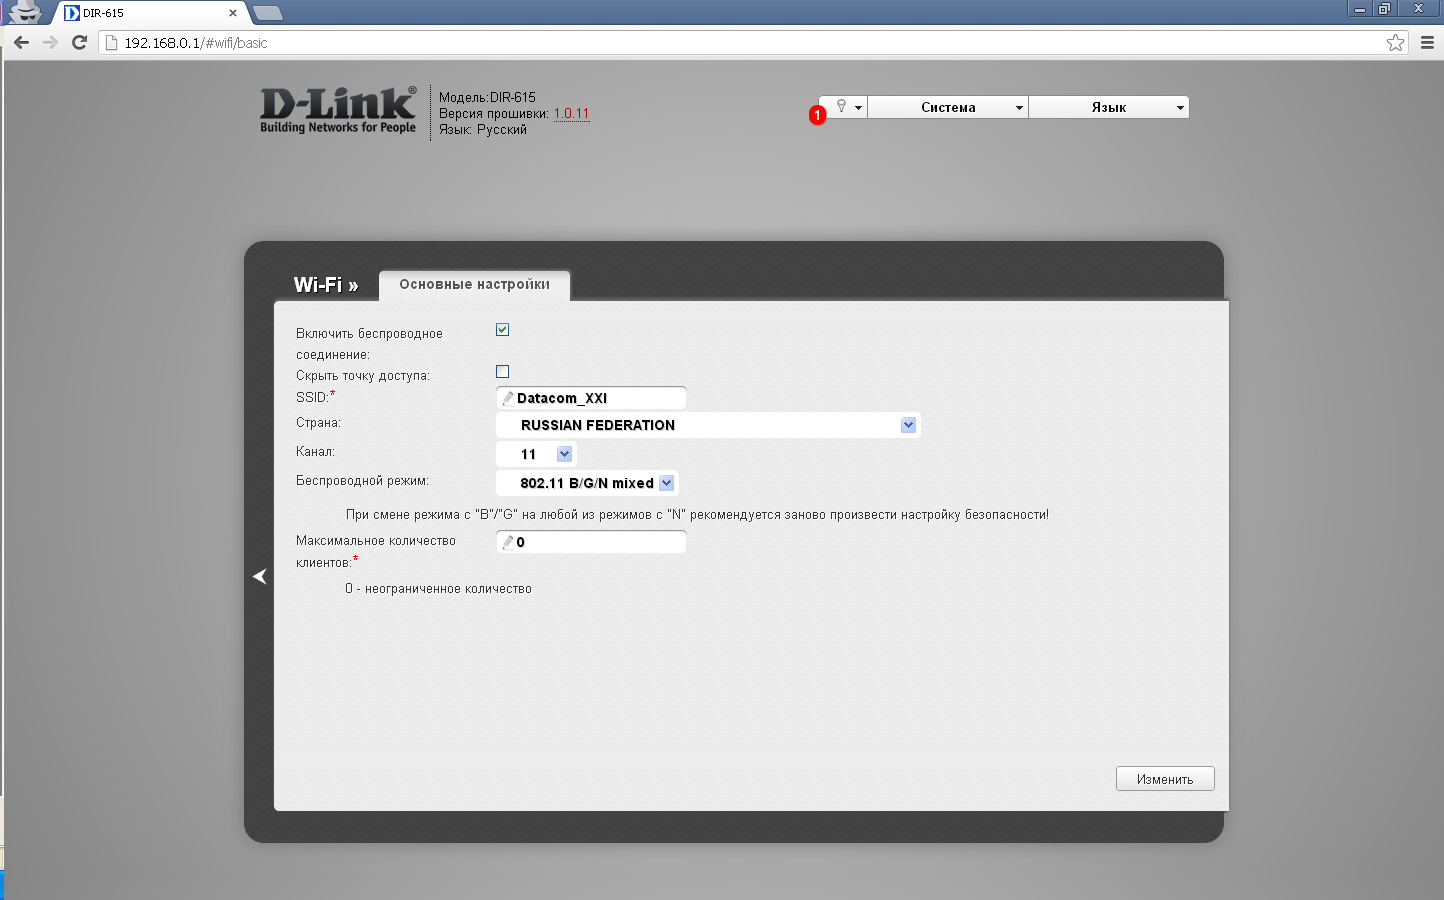 DIR-615
192.168.0.1/#wifi/basic
D-Link®
Building Networks for People
Модель:DIR-615
Версия прошивки: 1.0.11
Язык: Русский
1
Система
Язык
Wi-Fi »
Основные настройки
Включить беспроводное
соединение:
Скрыть точку доступа:
SSID:*
Datacom_XXI
Страна:
RUSSIAN FEDERATION
Канал:
11
Беспроводной режим:
802.11 B/G/N mixed
При смене режима с "B"/"G" на любой из режимов с "N" рекомендуется заново произвести настройку безопасности!
Максимальное количество
клиентов:*
0
0 - неограниченное количество
Изменить